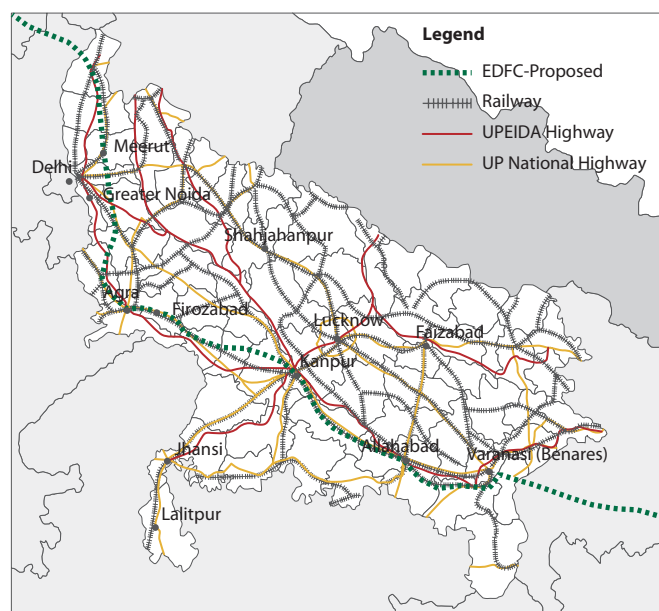 Legend
EDFC-Proposed
Railway
UPEIDA Highway
UP National Highway
Meerut
Delhi
Greater Noida
Shahjahanpur
Agra
Firozabad
Lucknow
Faizabad
Kanpur
Allahabad
Jhansi
Varanasi (Benares)
Lalitpur